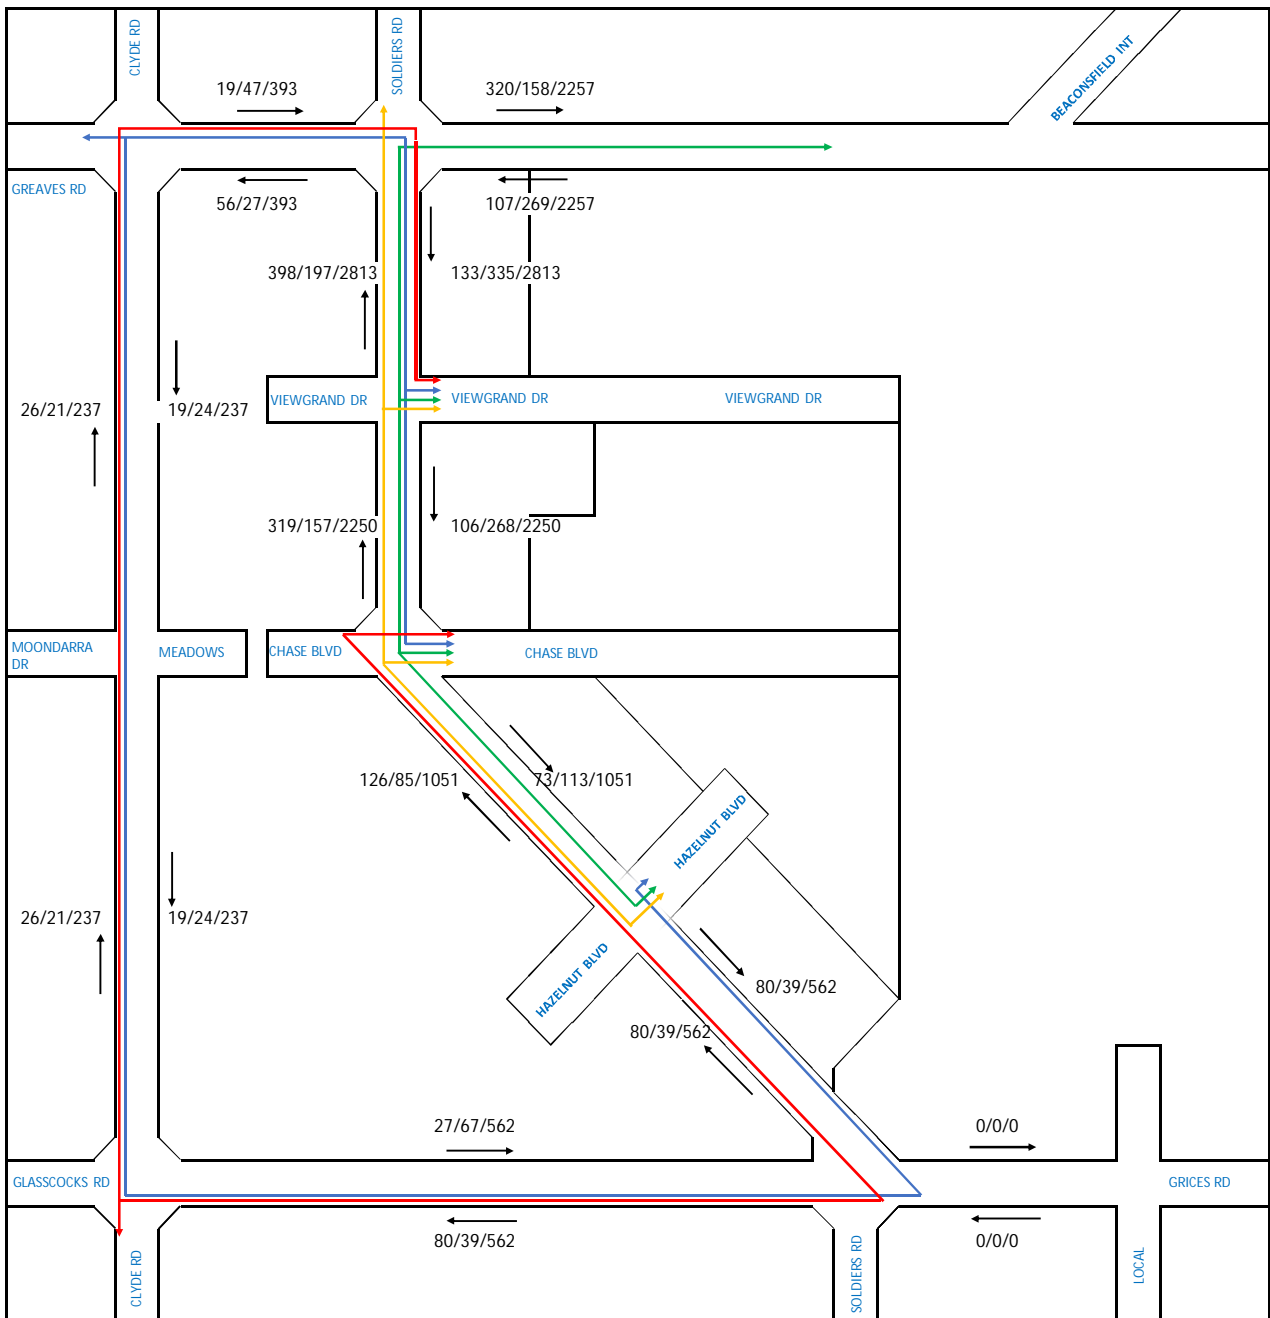 CLYDE RD
SOLDIERS RD
BEACONSFIELD INT
19/47/393
320/158/2257
GREAVES RD
56/27/393
107/269/2257
398/197/2813
133/335/2813
26/21/237
19/24/237
VIEWGRAND DR
VIEWGRAND DR
VIEWGRAND DR
319/157/2250
106/268/2250
MOONDARRA
DR
MEADOWS
CHASE BLVD
CHASE BLVD
126/85/1051
73/113/1051
HAZELNUT BLVD
26/21/237
19/24/237
HAZELNUT BLVD
80/39/562
80/39/562
27/67/562
0/0/0
GLASSCOCKS RD
GRICES RD
80/39/562
0/0/0
CLYDE RD
SOLDIERS RD
LOCAL